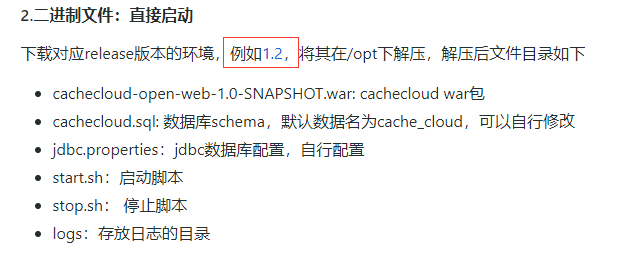 2.二进制文件：直接启动
下载对应release版本的环境，例如1.2，将其在/opt下解压，解压后文件目录如下
cachecloud-open-web-1.0-SNAPSHOT.war: cachecloud war包
cachecloud.sql: 数据库schema，默认数据名为cache_cloud，可以自行修改
jdbc.properties：jdbc数据库配置，自行配置
start.sh：启动脚本
stop.sh： 停止脚本
logs：存放日志的目录